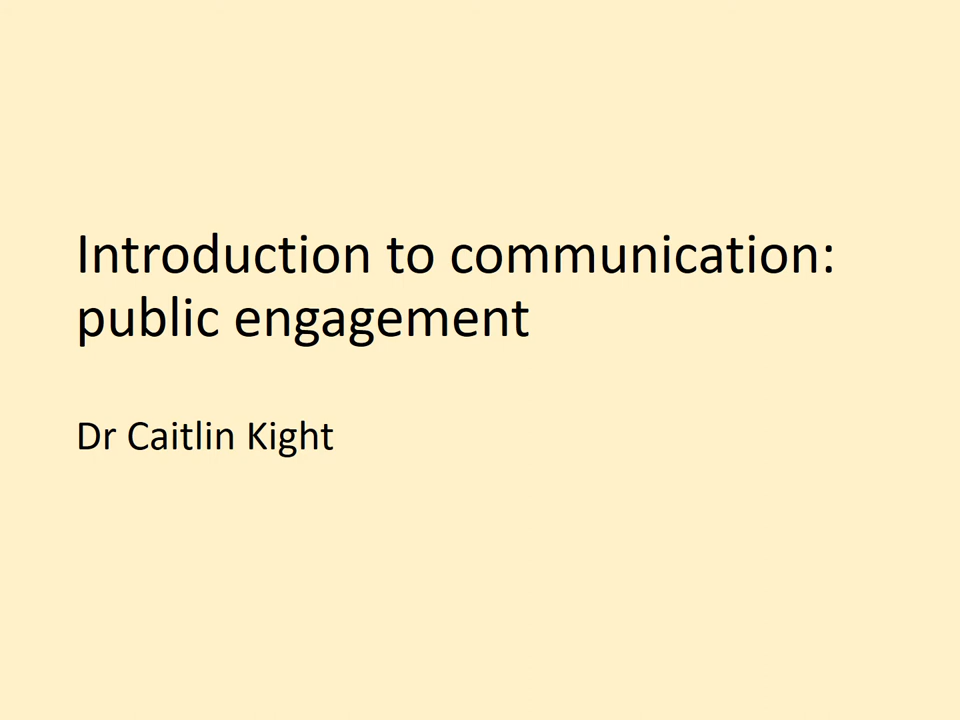 Introduction to communication:
public engagement
Dr Caitlin Kight